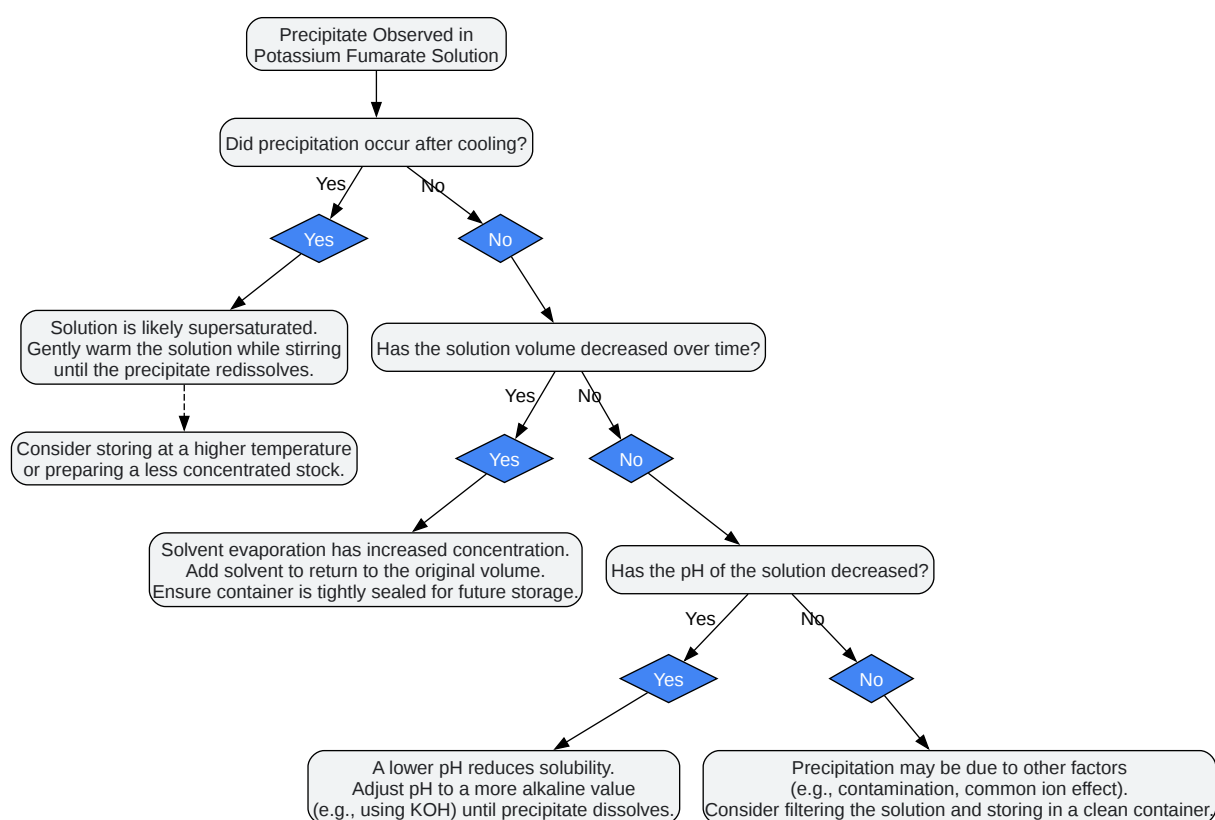 Precipitate Observed in
Potassium Fumarate Solution
Did precipitation occur after cooling?
Yes
No
Yes
No
Solution is likely supersaturated.
Gently warm the solution while stirring
until the precipitate redissolves.
Has the solution volume decreased over time?
Yes
No
Consider storing at a higher temperature
or preparing a less concentrated stock.
Yes
No
Solvent evaporation has increased concentration.
Add solvent to return to the original volume.
Ensure container is tightly sealed for future storage.
Has the pH of the solution decreased?
Yes
No
Yes
No
A lower pH reduces solubility.
Adjust pH to a more alkaline value
(e.g., using KOH) until precipitate dissolves.
Precipitation may be due to other factors
(e.g., contamination, common ion effect).
Consider filtering the solution and storing in a clean container.